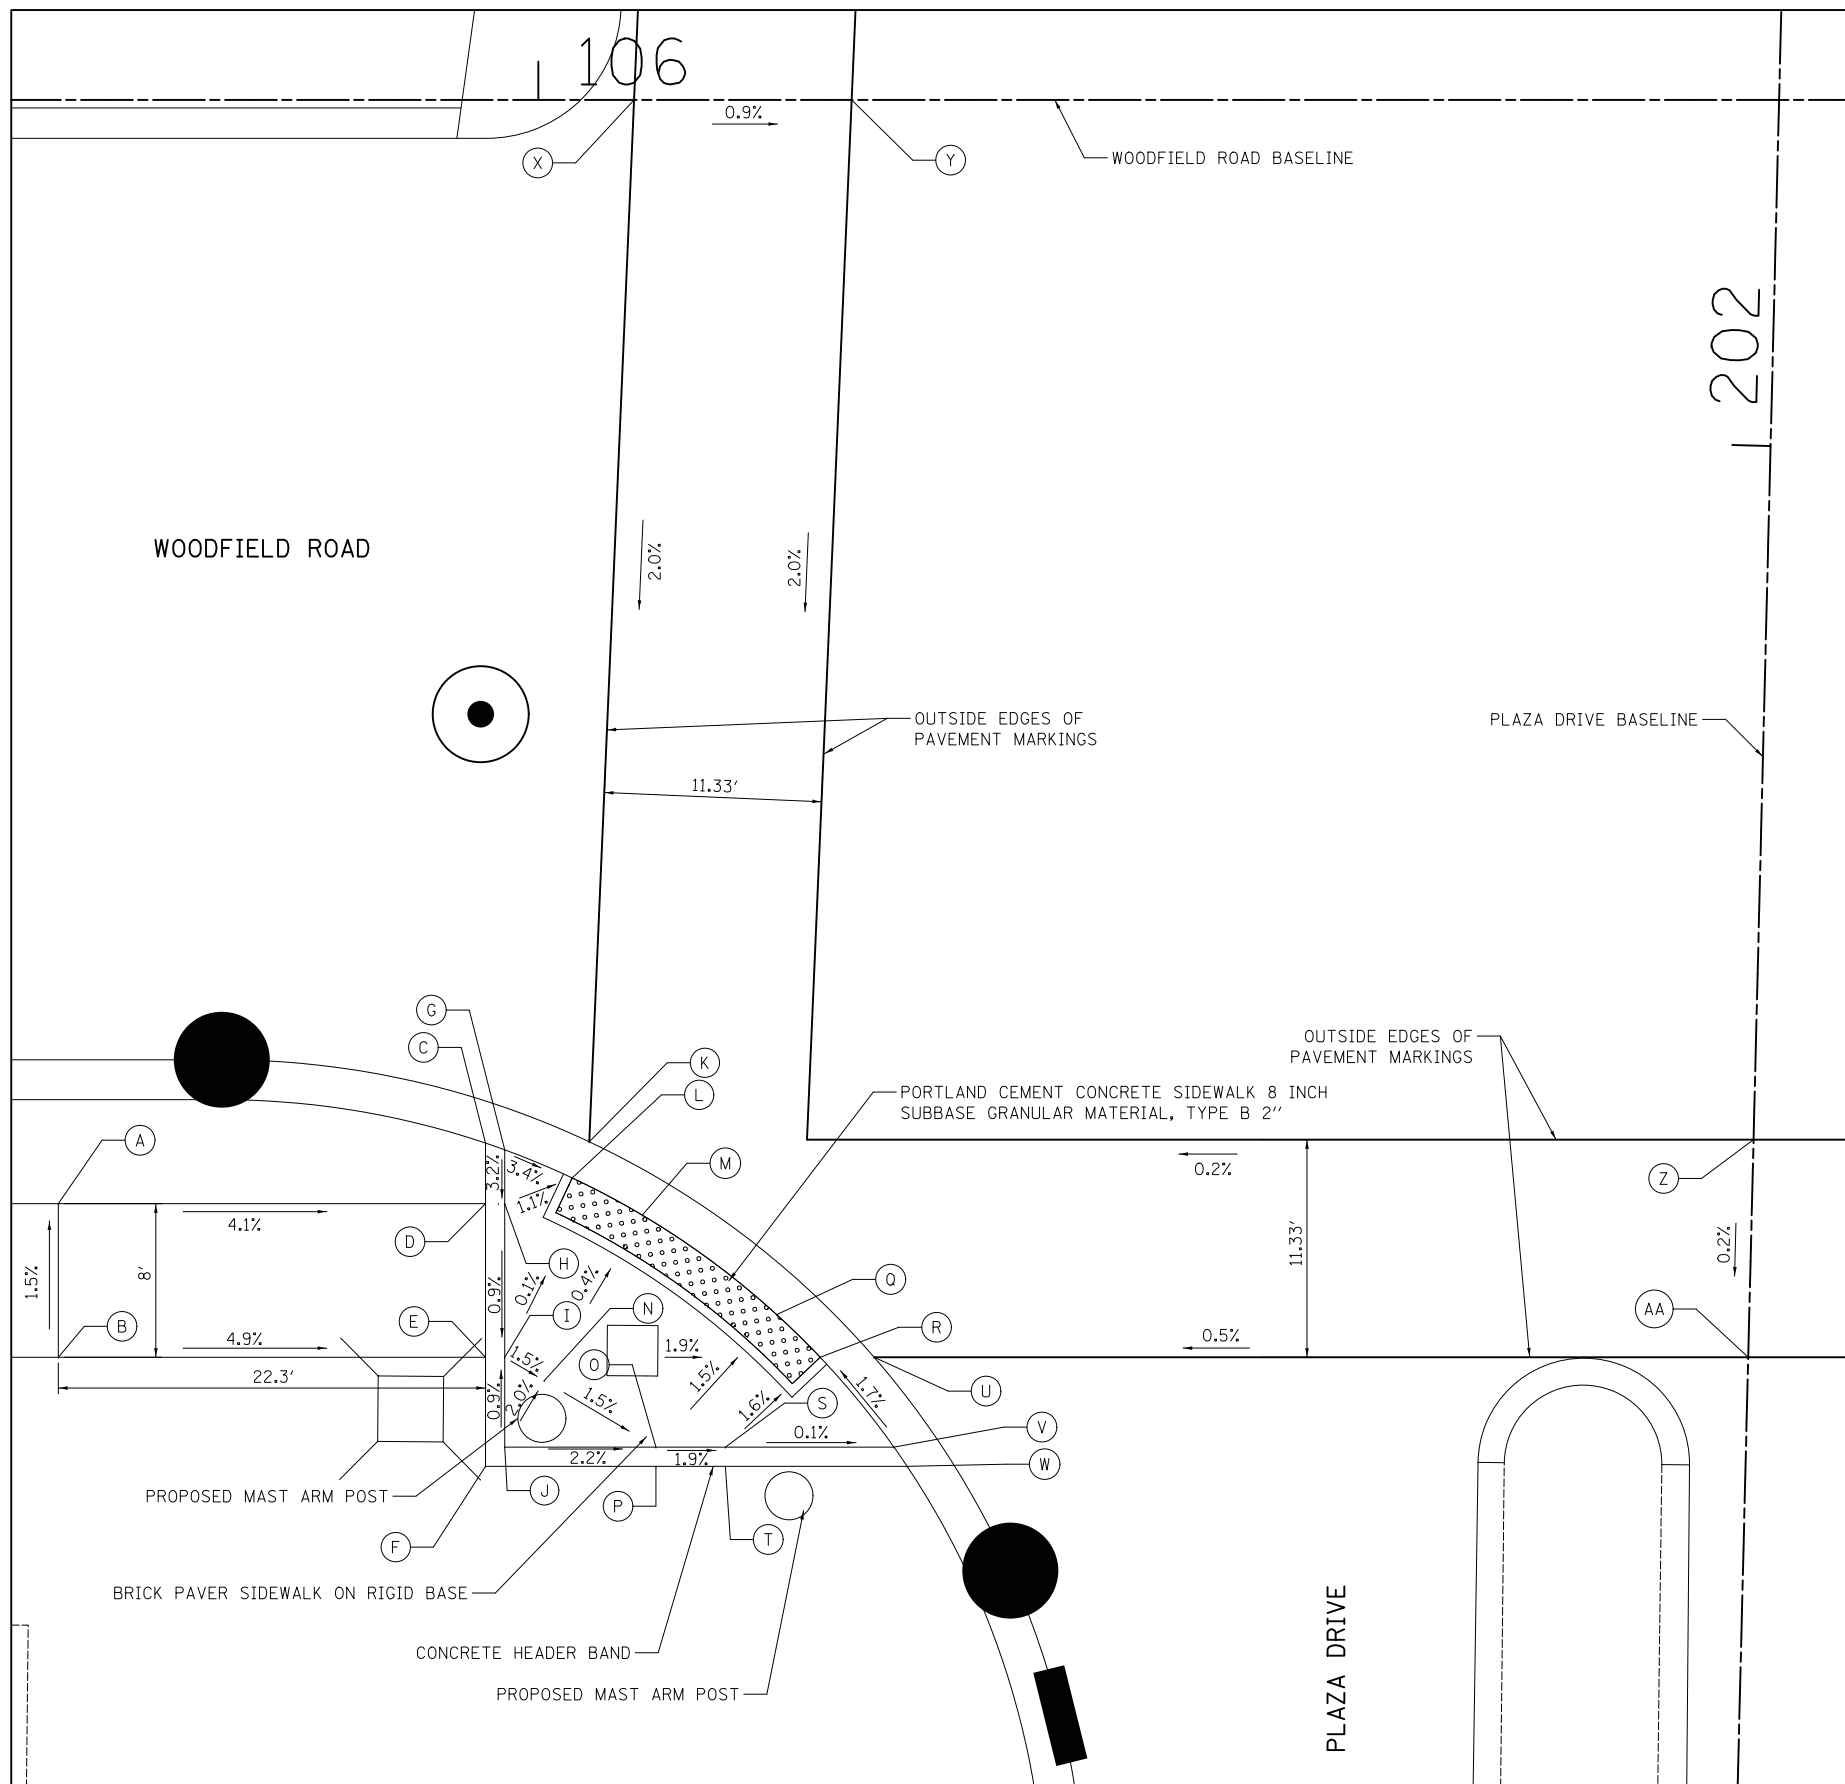 106
0.9%
X
Y
WOODFIELD ROAD BASELINE
202
WOODFIELD ROAD
2.0%
2.0%
OUTSIDE EDGES OF
PAVEMENT MARKINGS
PLAZA DRIVE BASELINE
11.33'
G
C
K
L
OUTSIDE EDGES OF
PAVEMENT MARKINGS
PORTLAND CEMENT CONCRETE SIDEWALK 8 INCH
SUBBASE GRANULAR MATERIAL, TYPE B 2"
A
M
3.2%
3.4%
1.1%
0.2%
Z
4.1%
D
H
8'
1.5%
0.9%
0.1%
0.4%
Q
11.33'
0.2%
B
E
I
N
R
AA
4.9%
1.5%
O
1.9%
0.5%
22.3'
0.9%
2.0%
1.5%
1.5%
1.6%
S
1.7%
U
0.1%
V
2.2%
1.9%
W
PROPOSED MAST ARM POST
J
P
T
F
BRICK PAVER SIDEWALK ON RIGID BASE
CONCRETE HEADER BAND
PROPOSED MAST ARM POST
PLAZA DRIVE